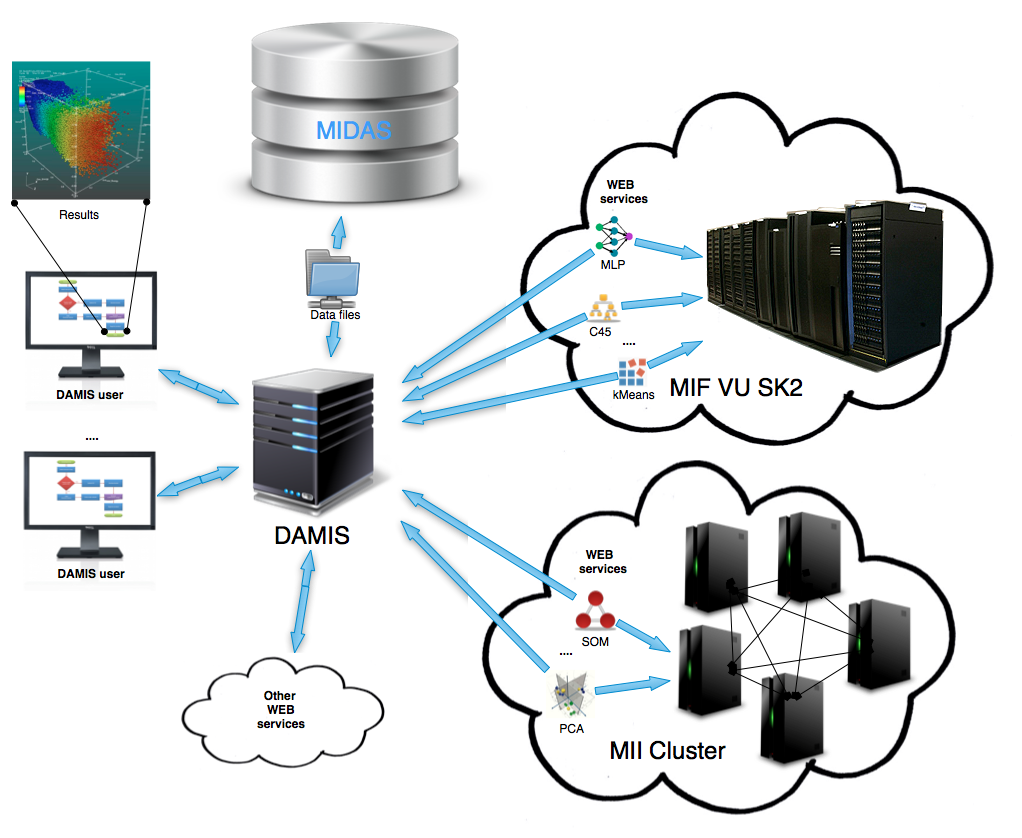 MIDAS
Results
Data files
DAMIS user
....
DAMIS user
DAMIS
Other
WEB
services
WEB
services
MLP
C45
....
kMeans
MIF VU SK2
WEB
services
SOM
....
PCA
MII Cluster